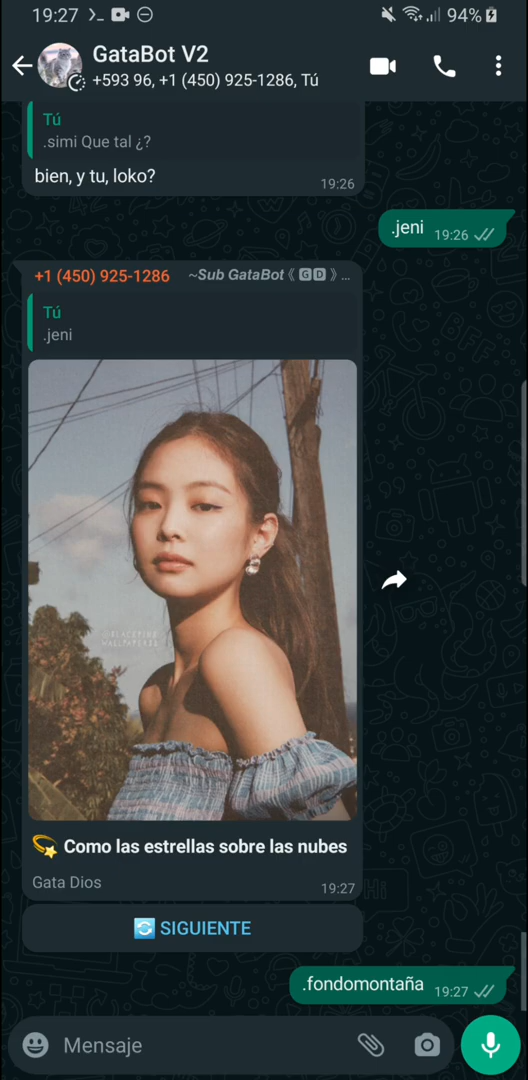 19:27
94%
GataBot V2
+593 96, +1 (450) 925-1286, Tú
Tú
.simi Que tal ¿?
bien, y tu, loko?
19:26
.jeni 19:26
+1 (450) 925-1286 ~Sub GataBot《 🅶🅳 》...
Tú
.jeni
WALLPAPERS2
💫 Como las estrellas sobre las nubes
Gata Dios
19:27
🔄 SIGUIENTE
.fondomontaña 19:27
Mensaje